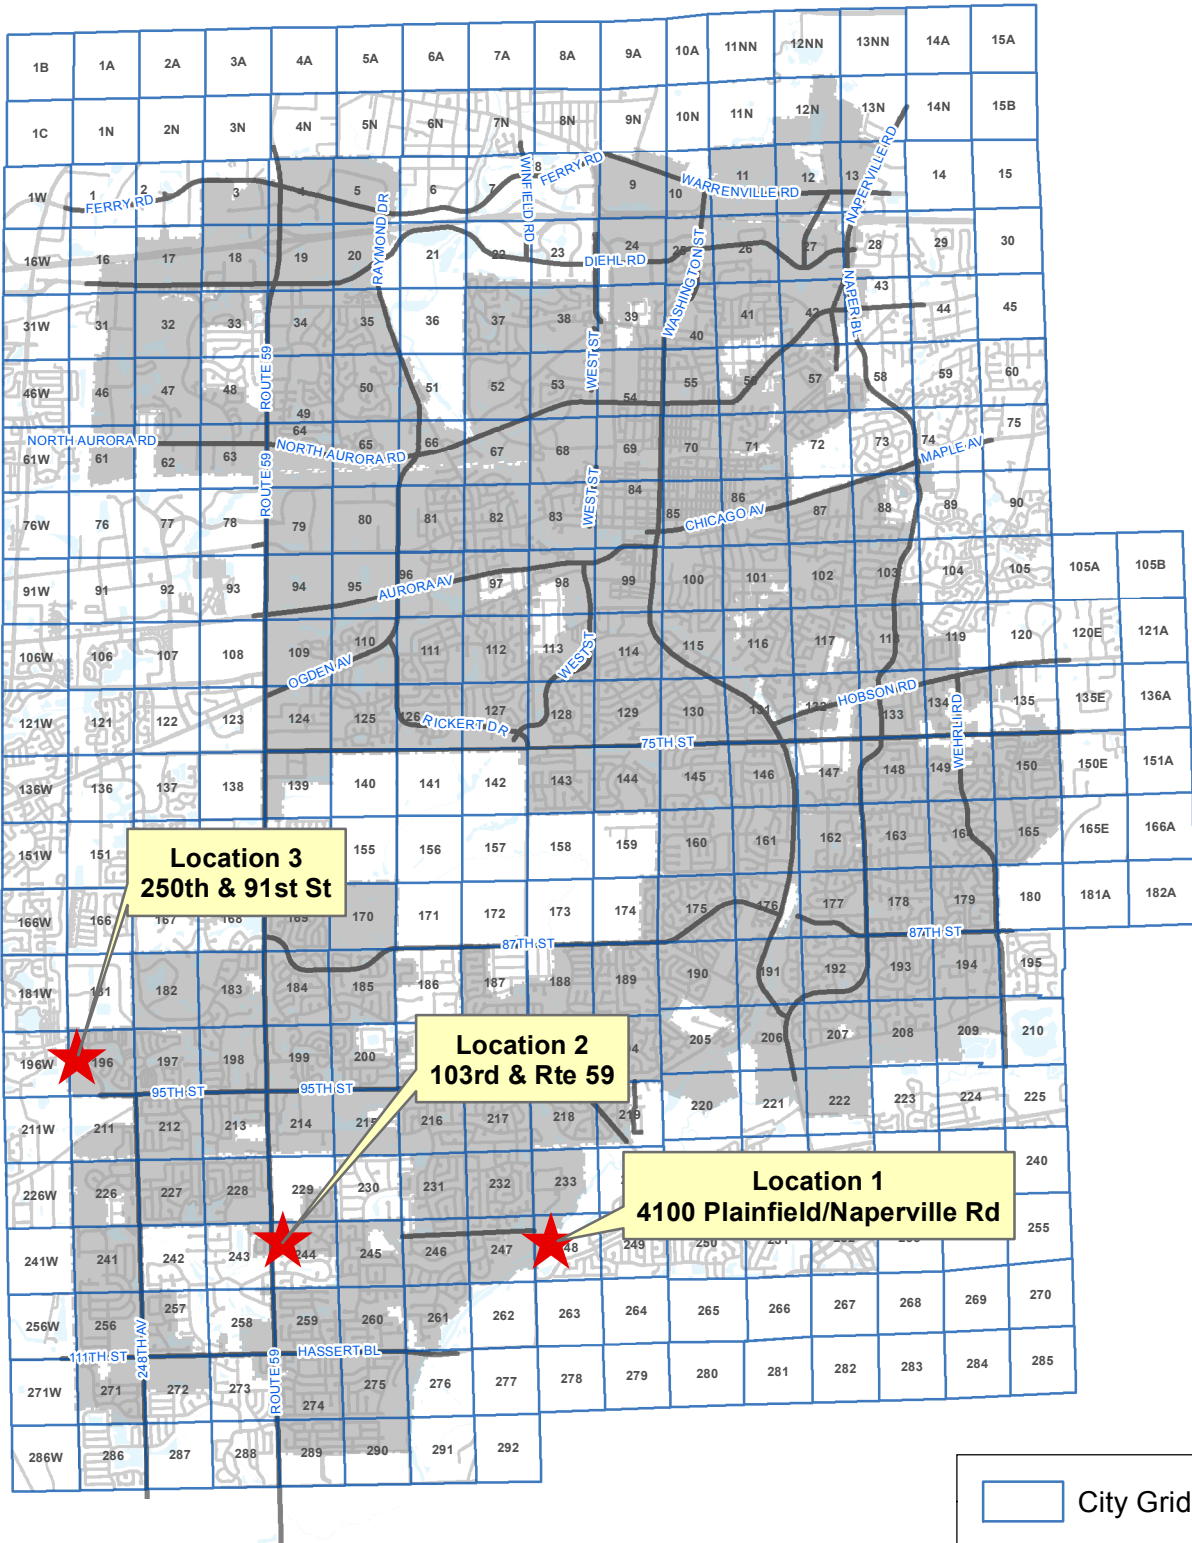 1B 1A 2A 3A 4A 5A 6A 7A 8A 9A 10A 11NN 12NN 13NN 14A 15A
1C 1N 2N 3N 4N 5N 6N 7N 8N 9N 10N 11N 12N 13N 14N 15B
1W 1 2 3 4 5 6 7 8 9 10 11 12 13 14 15
FERRY RD
WINFIELD RD
FERRY RD
WARRENVILLE RD
NAPERVILLE RD
RAYMOND DR
16W 16 17 18 19 20 21 22 23 24 25 26 27 28 29 30
DIEHL RD
WASHINGTON ST
NAPER BL
31W 31 32 33 34 35 36 37 38 39 40 41 42 43 44 45
ROUTE 59
WEST ST
46W 46 47 48 49 50 51 52 53 54 55 56 57 58 59 60
NORTH AURORA RD
NORTH AURORA RD
61W 61 62 63 64 65 66 67 68 69 70 71 72 73 74 75
MAPLE AV
ROUTE 59
WEST ST
76W 76 77 78 79 80 81 82 83 84 85 86 87 88 89 90
CHICAGO AV
91W 91 92 93 94 95 96 97 98 99 100 101 102 103 104 105 105A 105B
AURORA AV
106W 106 107 108 109 110 111 112 113 114 115 116 117 118 119 120 120E 121A
OGDEN AV
WEST ST
HOBSON RD
121W 121 122 123 124 125 126 127 128 129 130 131 132 133 134 135 135E 136A
RICKERT DR
WEHRLI RD
75TH ST
136W 136 137 138 139 140 141 142 143 144 145 146 147 148 149 150 150E 151A
151W 151 155 156 157 158 159 160 161 162 163 164 165 165E 166A
Location 3
250th & 91st St
166W 166 167 168 169 170 171 172 173 174 175 176 177 178 179 180 181A 182A
87TH ST
87TH ST
181W 181 182 183 184 185 186 187 188 189 190 191 192 193 194 195
196W 196 197 198 199 200 205 206 207 208 209 210
Location 2
103rd & Rte 59
95TH ST
95TH ST
211W 211 212 213 214 215 216 217 218 219 220 221 222 223 224 225
226W 226 227 228 229 230 231 232 233 240
Location 1
4100 Plainfield/Naperville Rd
241W 241 242 243 244 245 246 247 249 250 255
256W 256 257 258 259 260 261 262 263 264 265 266 267 268 269 270
111TH ST
248TH AV
HASSERT BL
ROUTE 59
271W 271 272 273 274 275 276 277 278 279 280 281 282 283 284 285
286W 286 287 288 289 290 291 292
City Grid